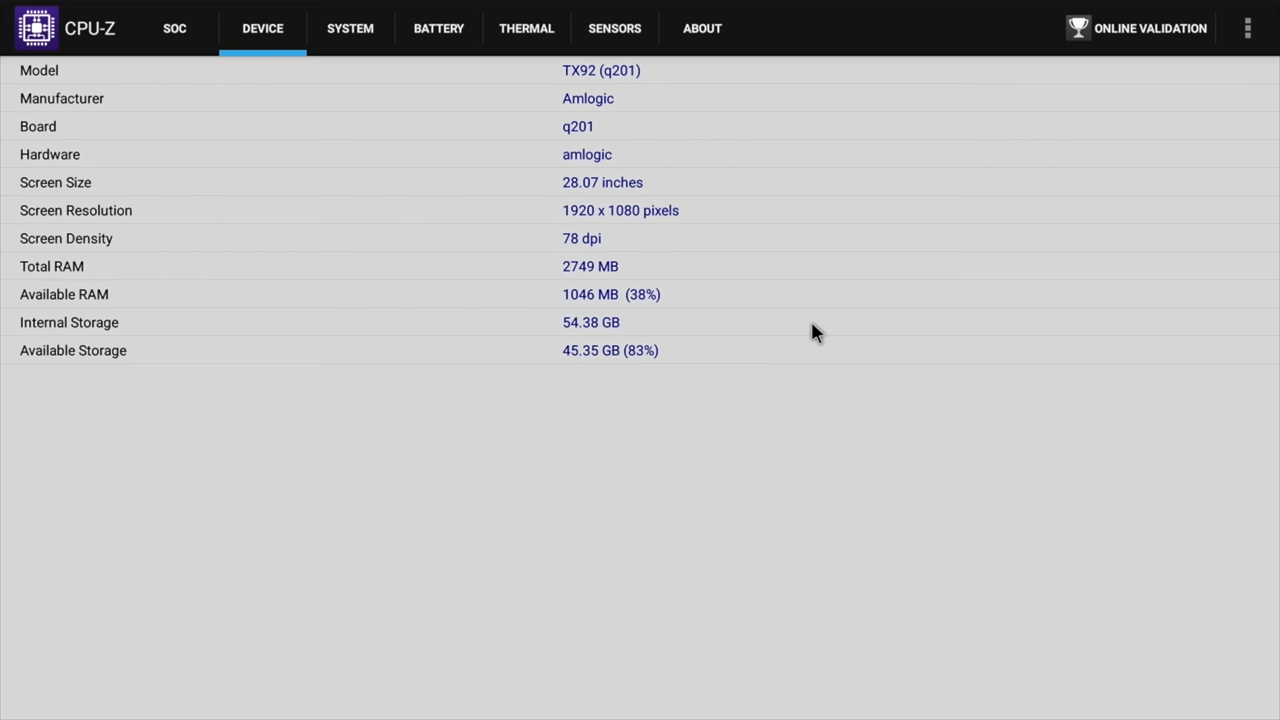 CPU-Z SOC DEVICE SYSTEM BATTERY THERMAL SENSORS ABOUT ONLINE VALIDATION
Model TX92 (q201)
Manufacturer Amlogic
Board q201
Hardware amlogic
Screen Size 28.07 inches
Screen Resolution 1920 x 1080 pixels
Screen Density 78 dpi
Total RAM 2749 MB
Available RAM 1046 MB (38%)
Internal Storage 54.38 GB
Available Storage 45.35 GB (83%)